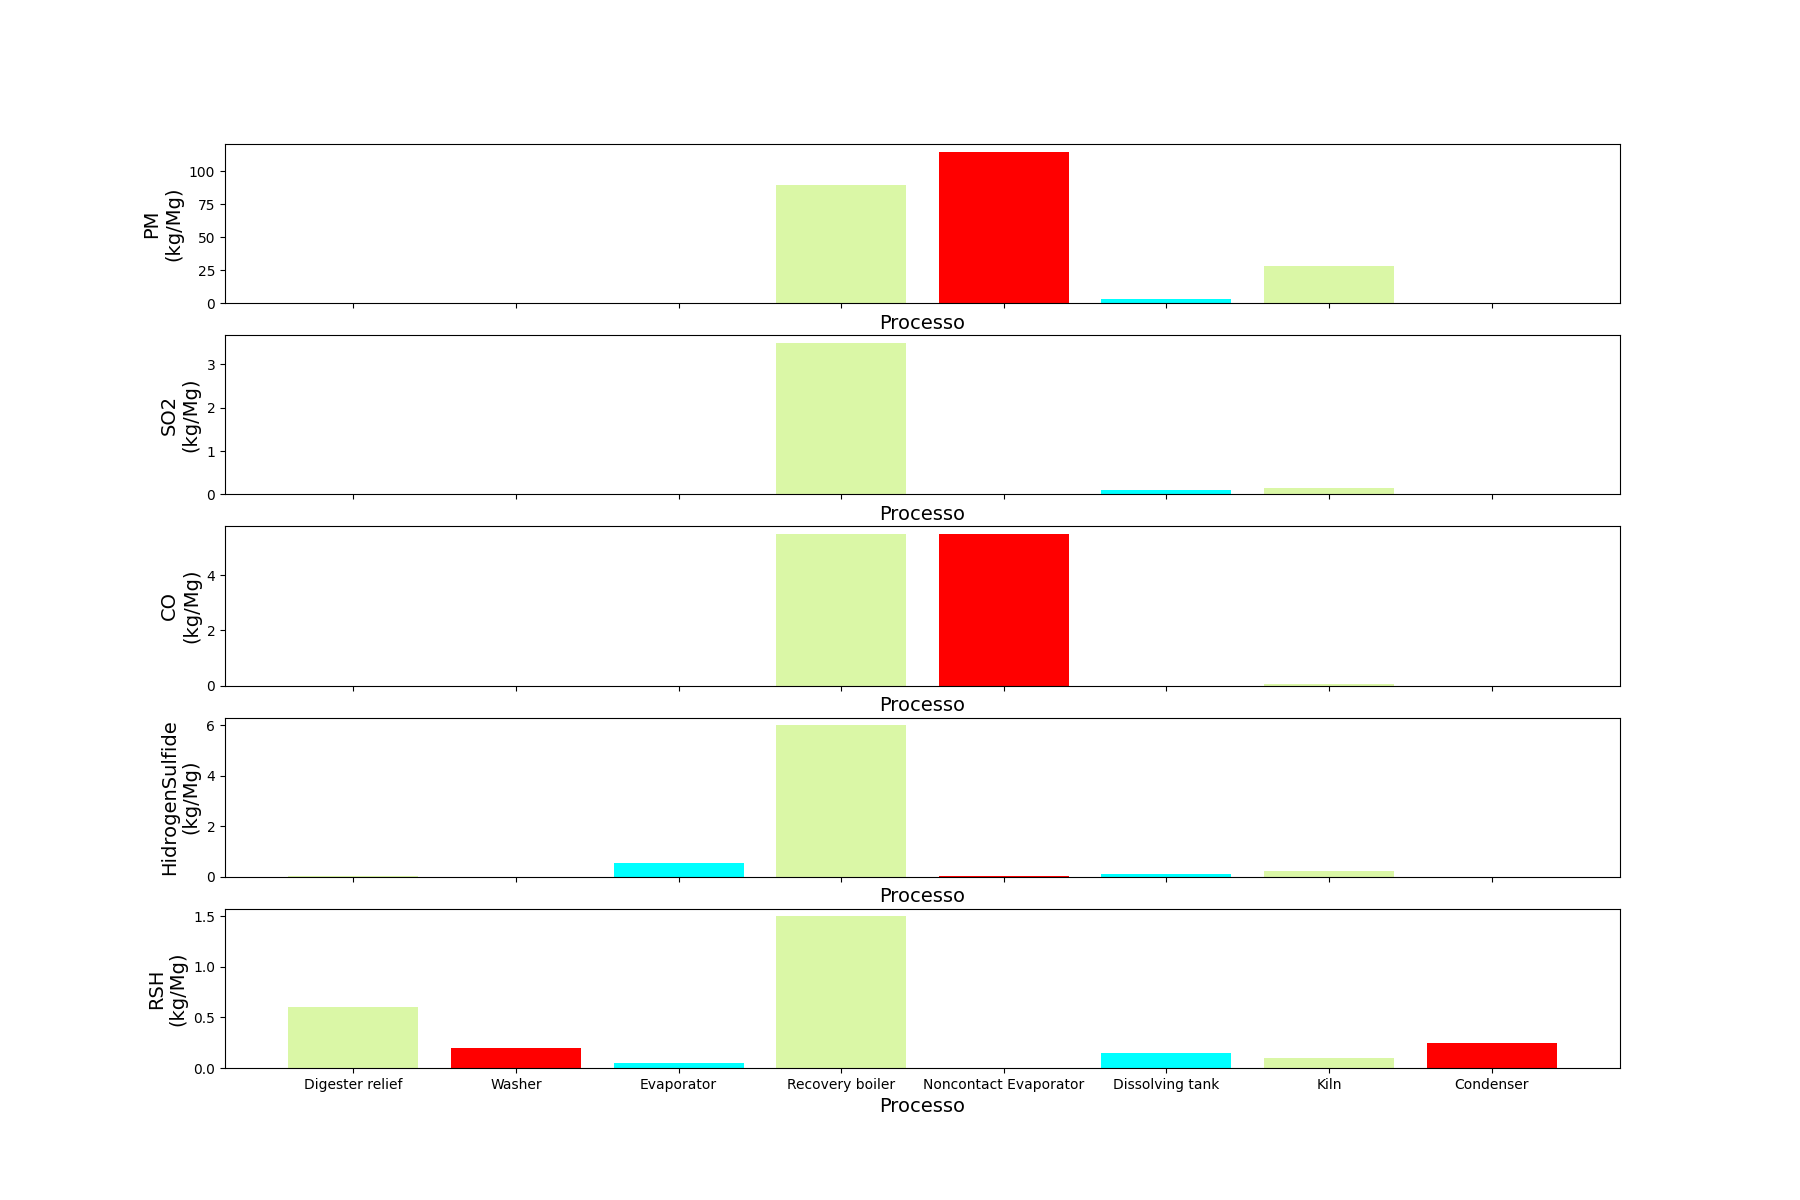 PM
(kg/Mg)
100
75
50
25
0
Processo
SO2
(kg/Mg)
3
2
1
0
Processo
CO
(kg/Mg)
4
2
0
Processo
HidrogenSulfide
(kg/Mg)
6
4
2
0
Processo
RSH
(kg/Mg)
1.5
1.0
0.5
0.0
Digester relief Washer Evaporator Recovery boiler Noncontact Evaporator Dissolving tank Kiln Condenser
Processo